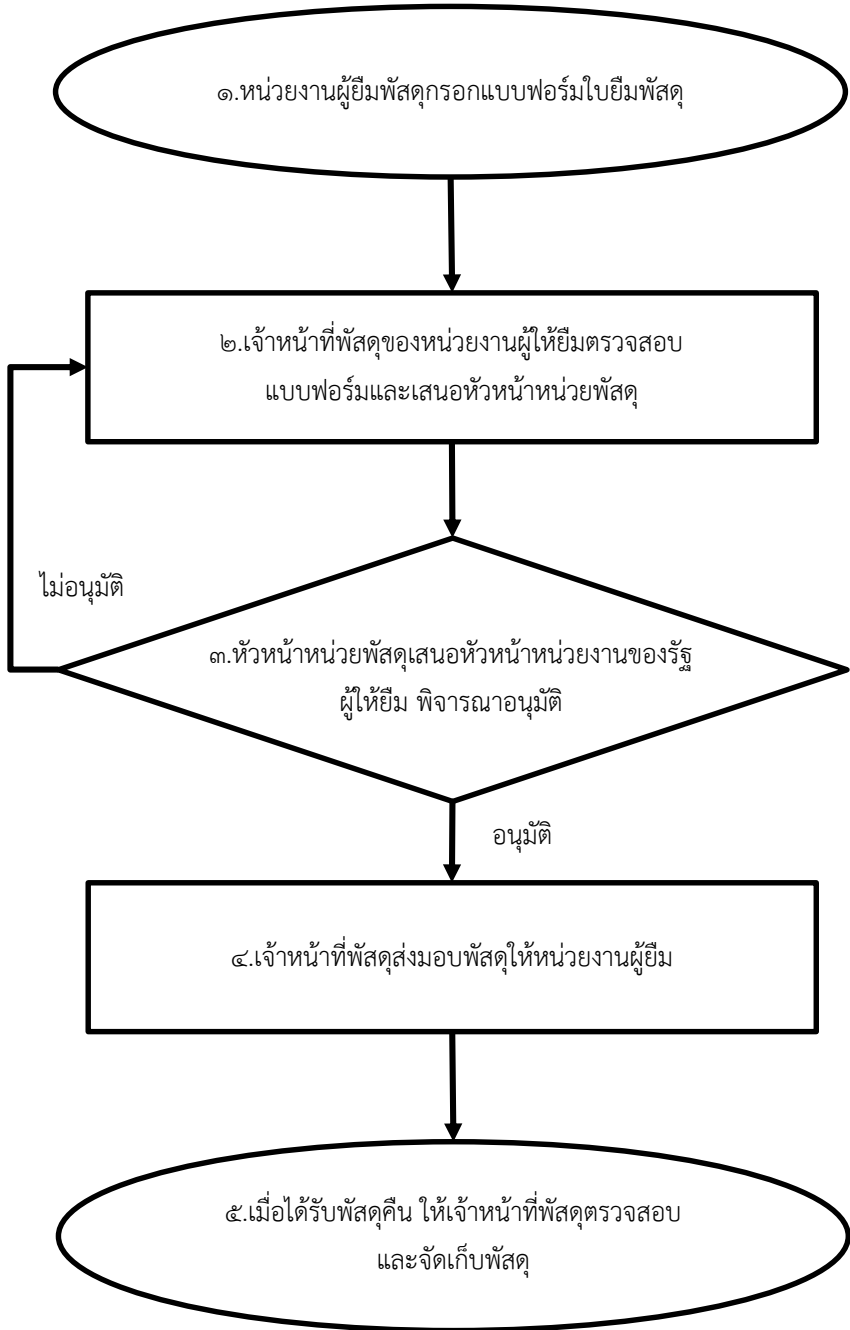 ๑.หน่วยงานผู้ยืมพัสดุกรอกแบบฟอร์มใบยืมพัสดุ
๒.เจ้าหน้าที่พัสดุของหน่วยงานผู้ให้ยืมตรวจสอบ
แบบฟอร์มและเสนอหัวหน้าหน่วยพัสดุ
ไม่อนุมัติ
๓.หัวหน้าหน่วยพัสดุเสนอหัวหน้าหน่วยงานของรัฐ
ผู้ให้ยืม พิจารณาอนุมัติ
อนุมัติ
๔.เจ้าหน้าที่พัสดุส่งมอบพัสดุให้หน่วยงานผู้ยืม
๕.เมื่อได้รับพัสดุคืน ให้เจ้าหน้าที่พัสดุตรวจสอบ
และจัดเก็บพัสดุ